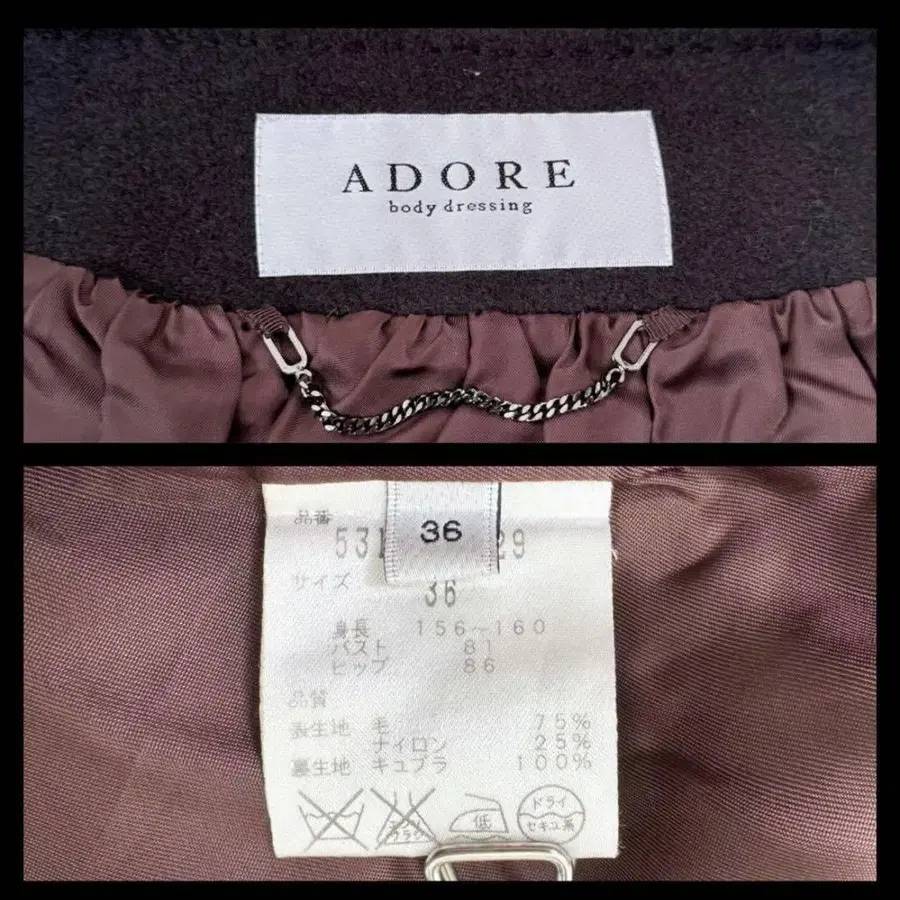 ADORE
body dressing
品番
36
サイズ
36
身長 156～160
バスト 81
ヒップ 86
品質
表生地 毛 75%
ナイロン 25%
裏生地 キュプラ 100%
低
ドライ
セキユ系